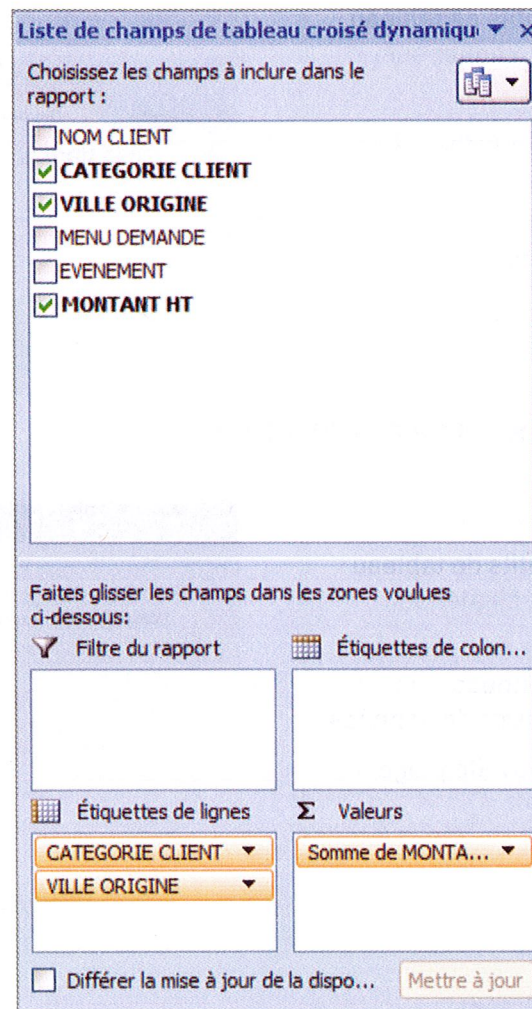 Liste de champs de tableau croisé dynamiqu
Choisissez les champs à inclure dans le
rapport :
NOM CLIENT
CATEGORIE CLIENT
VILLE ORIGINE
MENU DEMANDE
EVENEMENT
MONTANT HT
Faites glisser les champs dans les zones voulues
ci-dessous:
Filtre du rapport
Étiquettes de colon...
Étiquettes de lignes
Σ Valeurs
CATEGORIE CLIENT
Somme de MONTA...
VILLE ORIGINE
Différer la mise à jour de la dispo...
Mettre à jour